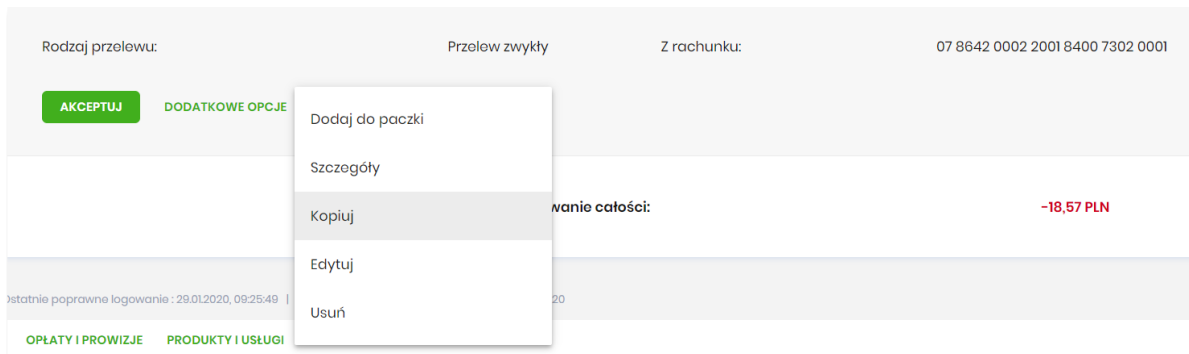 Rodzaj przelewu: Przelew zwykły Z rachunku: 07 8642 0002 2001 8400 7302 0001
AKCEPTUJ DODATKOWE OPCJE
Dodaj do paczki
Szczegóły
Kopiuj
całości: -18,57 PLN
Edytuj
poprawne logowanie : 29.01.2020, 09:25:49 | 20
Usuń
OPŁATY I PROWIZJE PRODUKTY I USŁUGI